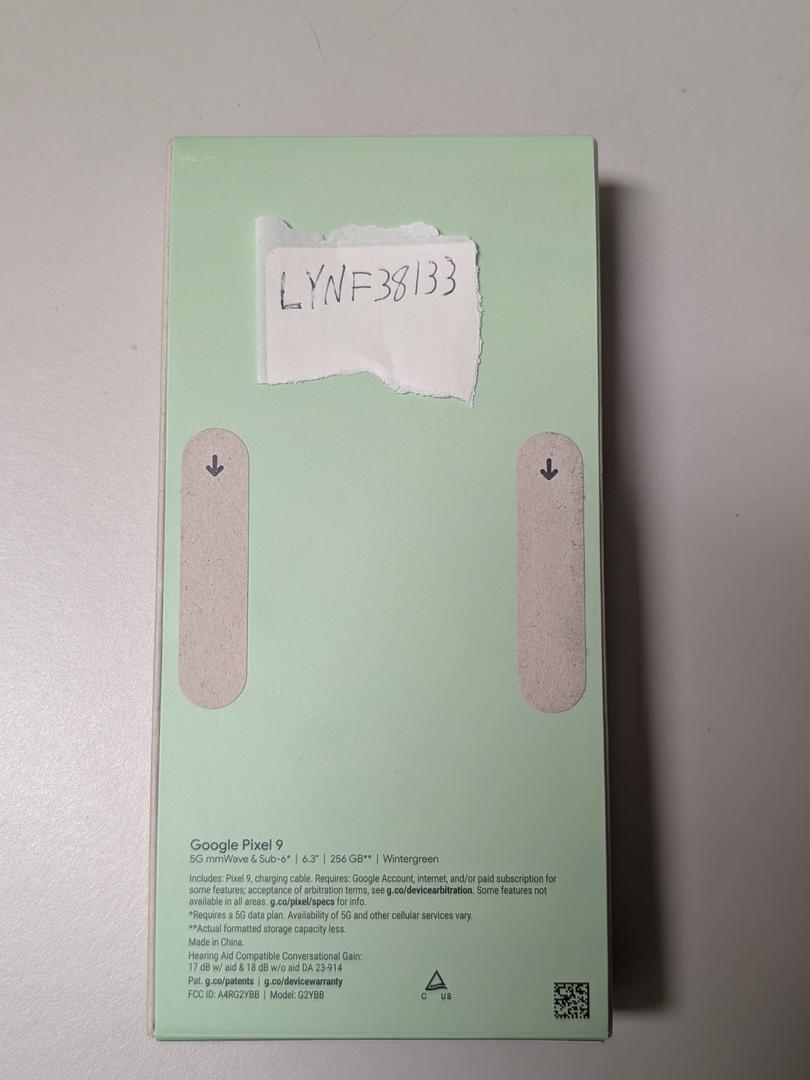 LYNF38133
Google Pixel 9
5G mmWave & Sub-6* | 6.3" | 256 GB** | Wintergreen
Includes: Pixel 9, charging cable. Requires: Google Account, internet, and/or paid subscription for
some features; acceptance of arbitration terms, see g.co/devicearbitration. Some features not
available in all areas. g.co/pixel/specs for info.
*Requires a 5G data plan. Availability of 5G and other cellular services vary.
**Actual formatted storage capacity less.
Made in China.
Hearing Aid Compatible Conversational Gain:
17 dB w/ aid & 18 dB w/o aid DA 23-914
Pat. g.co/patents | g.co/devicewarranty
FCC ID: A4RG2YBB | Model: G2YBB
C US